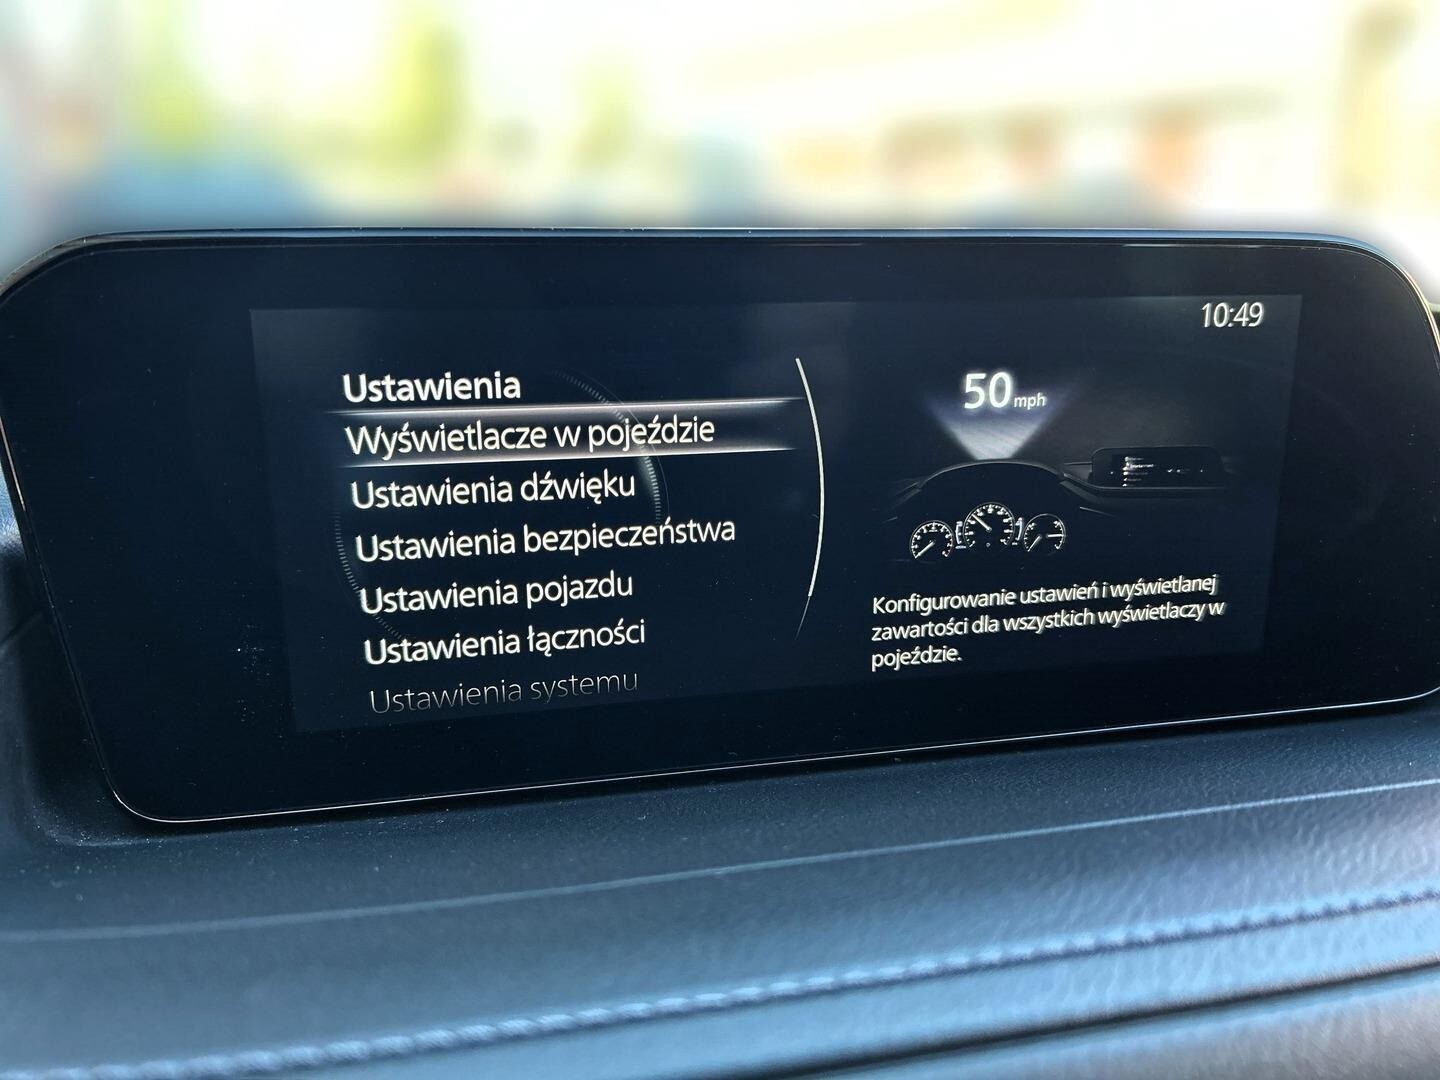 10:49
Ustawienia
Wyświetlacze w pojeździe
Ustawienia dźwięku
Ustawienia bezpieczeństwa
Ustawienia pojazdu
Ustawienia łączności
Ustawienia systemu
50 mph
Konfigurowanie ustawień i wyświetlanej
zawartości dla wszystkich wyświetlaczy w
pojeździe.